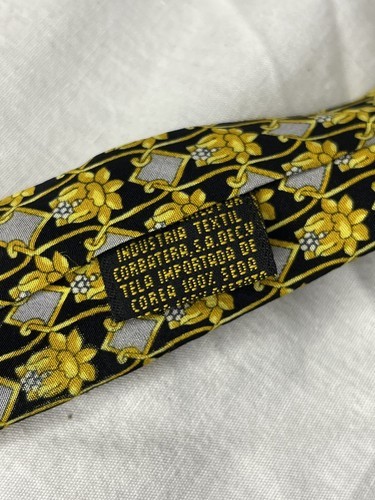 INDUSTRIA TEXTIL
CORBATERA.S.A.DE.C.V
TELA IMPORTADA DE
COREA 100% SEDA